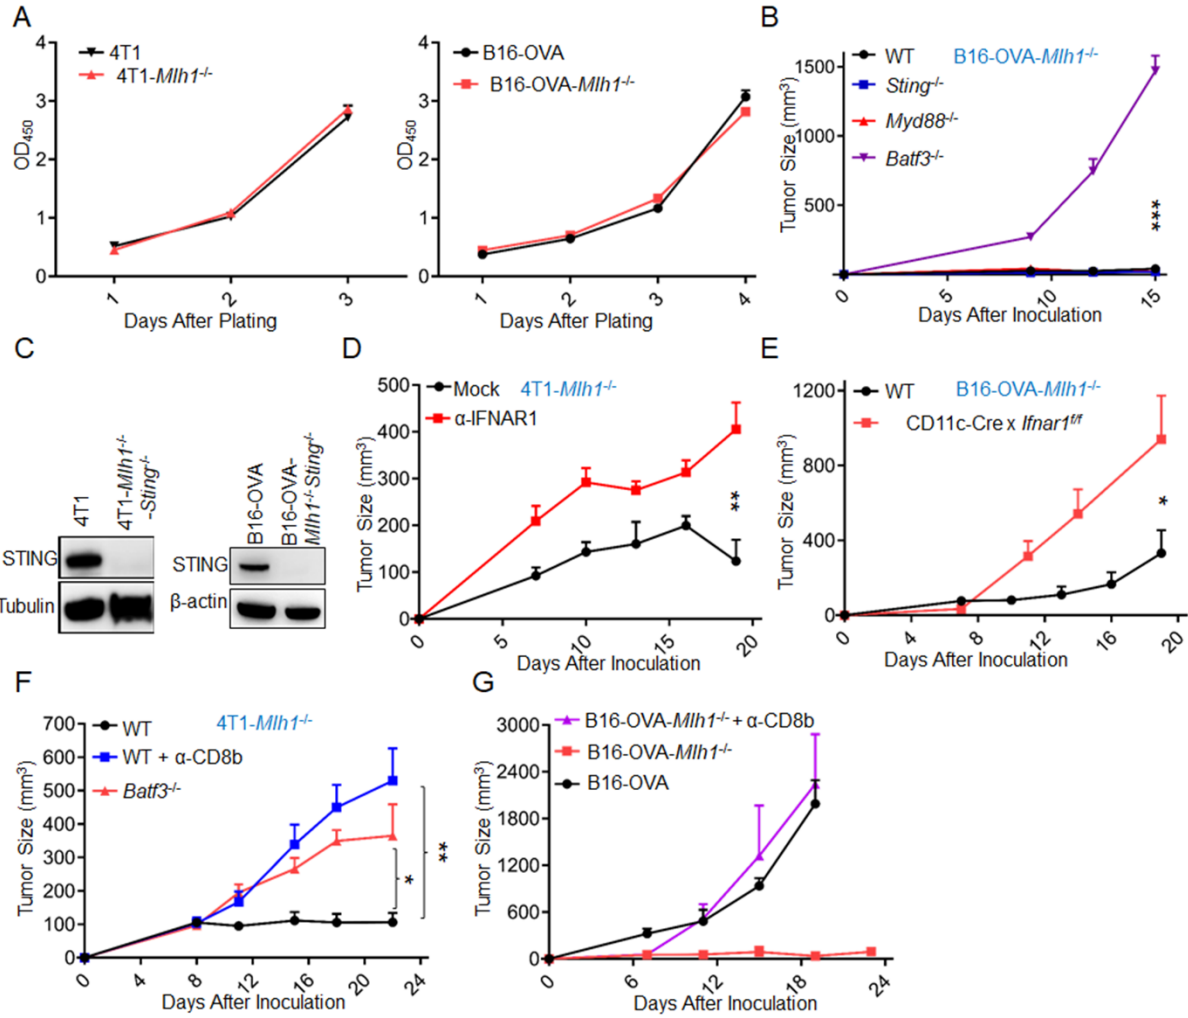 A
4T1
4T1-Mlh1-/-
OD450
4
3
2
1
0
1
2
3
Days After Plating
B16-OVA
B16-OVA-Mlh1-/-
OD450
4
3
2
1
0
1
2
3
4
Days After Plating
B
WT
Sting-/-
Myd88-/-
Batf3-/-
B16-OVA-Mlh1-/-
Tumor Size (mm3)
1500
1000
500
0
5
10
15
***
Days After Inoculation
C
4T1
4T1-Mlh1-/-
-Sting-/-
STING
Tubulin
B16-OVA
B16-OVA-
Mlh1-/-Sting-/-
STING
β-actin
D
Mock
α-IFNAR1
4T1-Mlh1-/-
Tumor Size (mm3)
500
400
300
200
100
0
0
5
10
15
20
**
Days After Inoculation
E
WT
CD11c-Cre x Ifnar1f/f
B16-OVA-Mlh1-/-
Tumor Size (mm3)
1200
800
400
0
0
4
8
12
16
20
*
Days After Inoculation
F
WT
WT + α-CD8b
Batf3-/-
4T1-Mlh1-/-
Tumor Size (mm3)
700
600
500
400
300
200
100
0
0
4
8
12
16
20
24
*
**
Days After Inoculation
G
B16-OVA-Mlh1-/- + α-CD8b
B16-OVA-Mlh1-/-
B16-OVA
Tumor Size (mm3)
3000
2400
1800
1200
600
0
0
6
12
18
24
Days After Inoculation